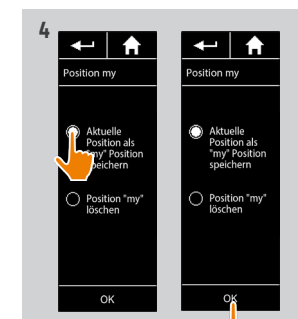 4
Position my
Aktuelle
Position als
"my" Position
speichern
Position "my"
löschen
OK
Position my
Aktuelle
Position als
"my" Position
speichern
Position "my"
löschen
OK